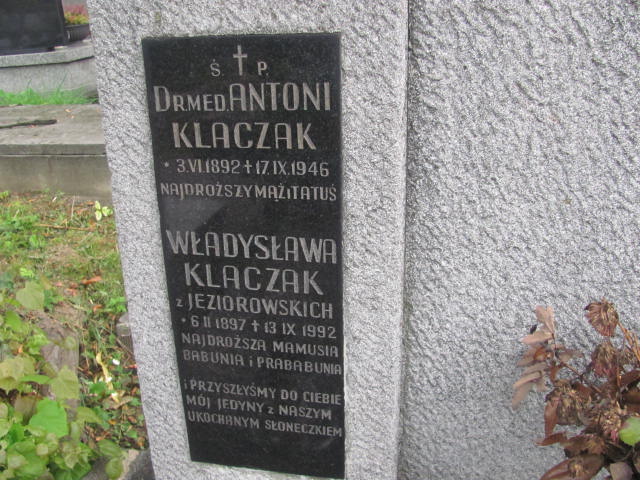 Ś. † P.
DR.MED. ANTONI
KLACZAK
* 3.VI.1892 † 17.IX.1946
NAJDROŻSZY MĄŻ I TATUŚ
WŁADYSŁAWA
KLACZAK
z JEZIOROWSKICH
* 6 II 1897 † 13 IX 1992
NAJDROŻSZA MAMUSIA
BABUNIA I PRABABUNIA
I PRZYSZŁYŚMY DO CIEBIE
MÓJ JEDYNY z NASZYM
UKOCHANYM SŁONECZKIEM